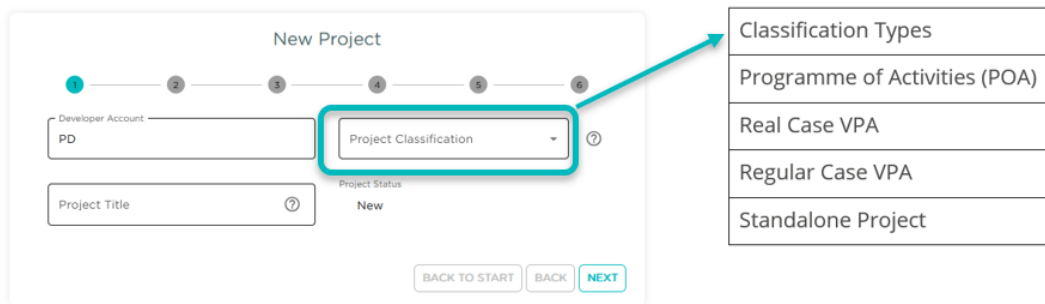 New Project
1
2
3
4
5
6
Developer Account
PD
Project Classification
Project Title
Project Status
New
BACK TO START
BACK
NEXT
Classification Types
Programme of Activities (POA)
Real Case VPA
Regular Case VPA
Standalone Project